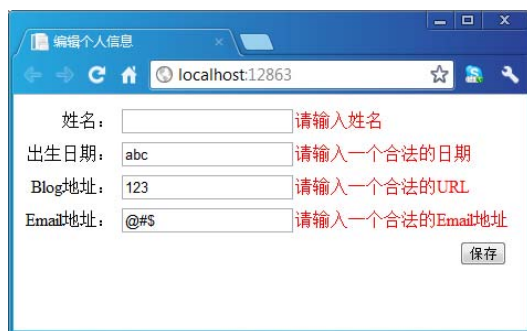 编辑个人信息
localhost:12863
姓名： 请输入姓名
出生日期： abc 请输入一个合法的日期
Blog地址： 123 请输入一个合法的URL
Email地址： @#$ 请输入一个合法的Email地址
保存